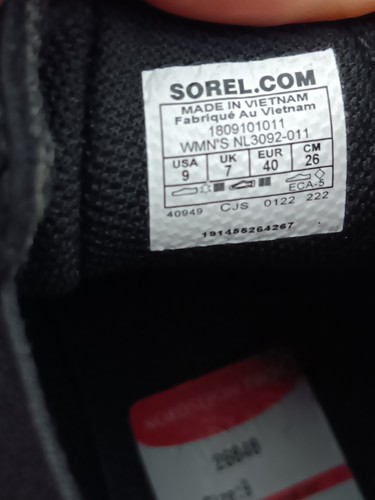 SOREL.COM
MADE IN VIETNAM
Fabriqué Au Vietnam
1809101011
WMN'S NL3092-011
USA UK EUR CM
9 7 40 26
ECA-5
40949 CJS 0122 222
191455264267